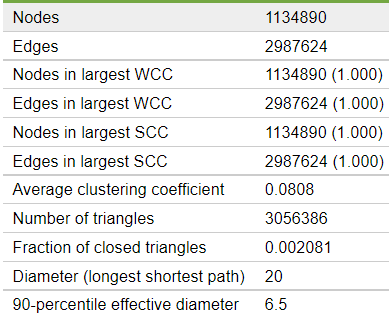 Nodes 1134890
Edges 2987624
Nodes in largest WCC 1134890 (1.000)
Edges in largest WCC 2987624 (1.000)
Nodes in largest SCC 1134890 (1.000)
Edges in largest SCC 2987624 (1.000)
Average clustering coefficient 0.0808
Number of triangles 3056386
Fraction of closed triangles 0.002081
Diameter (longest shortest path) 20
90-percentile effective diameter 6.5